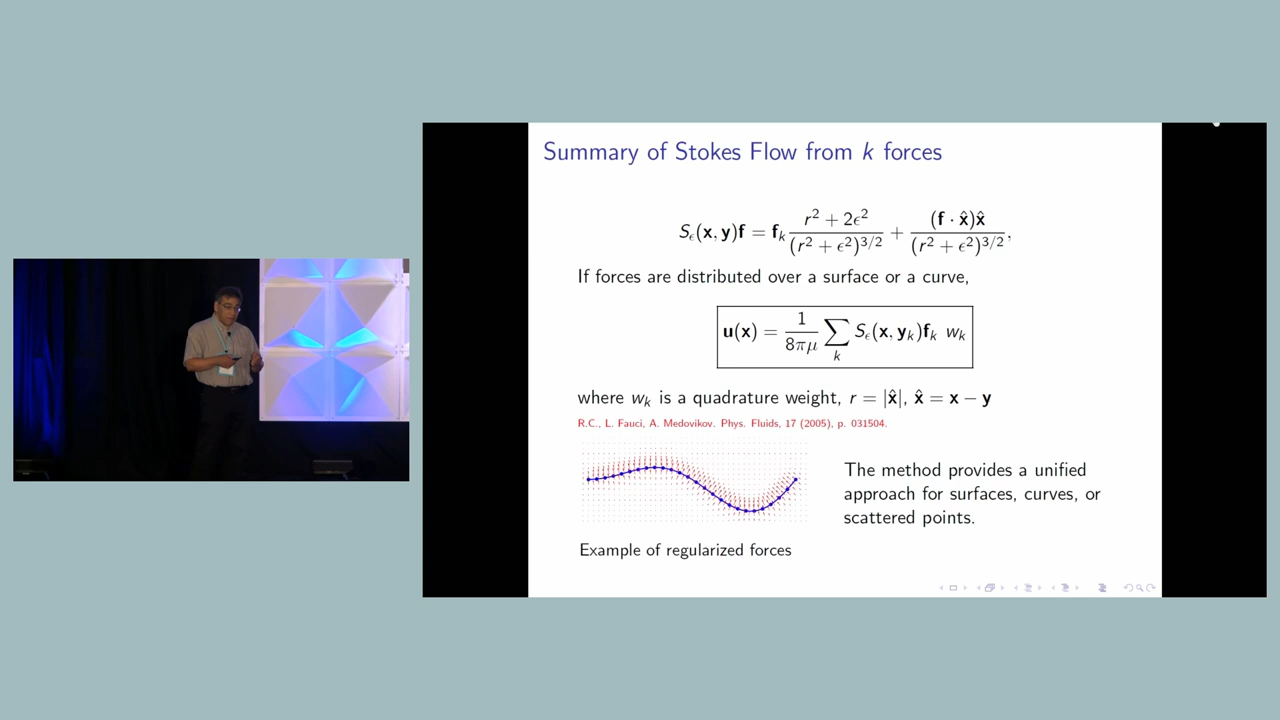 Summary of Stokes Flow from k forces
S_ϵ(x, y)f = f_k (r² + 2ϵ²)/(r² + ϵ²)^{3/2} + ((f · x̂)x̂)/(r² + ϵ²)^{3/2},
If forces are distributed over a surface or a curve,
u(x) = 1/(8πμ) ∑_k S_ϵ(x, y_k)f_k w_k
where w_k is a quadrature weight, r = |x̂|, x̂ = x − y
R.C., L. Fauci, A. Medovikov. Phys. Fluids, 17 (2005), p. 031504.
The method provides a unified
approach for surfaces, curves, or
scattered points.
Example of regularized forces